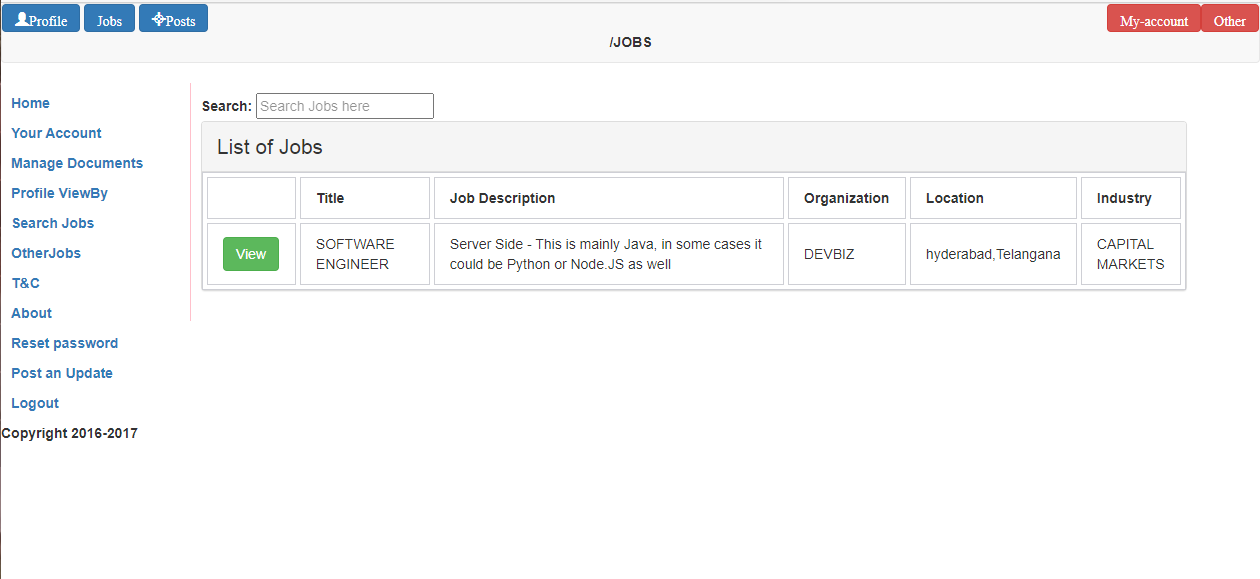 Profile Jobs Posts My-account Other
/JOBS
Home
Your Account
Manage Documents
Profile ViewBy
Search Jobs
OtherJobs
T&C
About
Reset password
Post an Update
Logout
Copyright 2016-2017
Search: Search Jobs here
List of Jobs
Title Job Description Organization Location Industry
View
SOFTWARE
ENGINEER
Server Side - This is mainly Java, in some cases it
could be Python or Node.JS as well
DEVBIZ
hyderabad,Telangana
CAPITAL
MARKETS